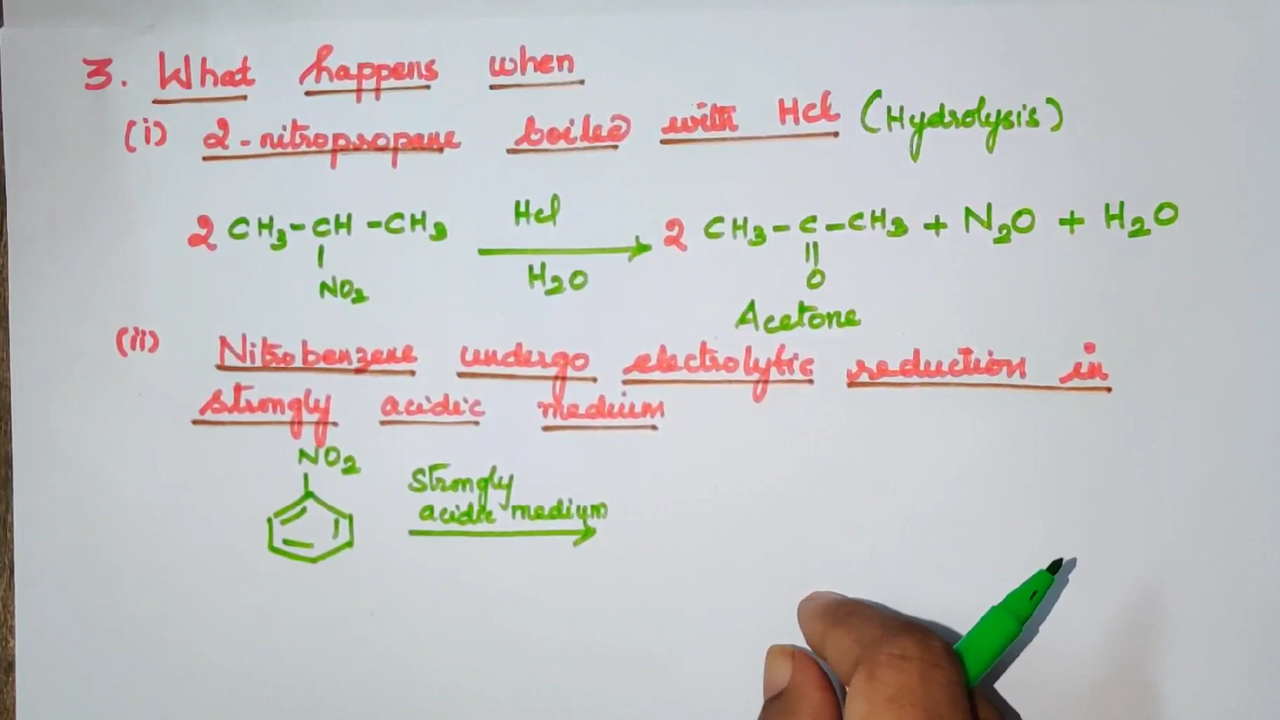 3. What happens when
(i) 2-nitropropane boiled with Hcl (Hydrolysis)
2 CH3-CH-CH3 Hcl H2O 2 CH3-C-CH3 + N2O + H2O
NO2 O
Acetone
(ii) Nitrobenzene undergo electrolytic reduction in
strongly acidic medium
NO2
Strongly
acidic medium